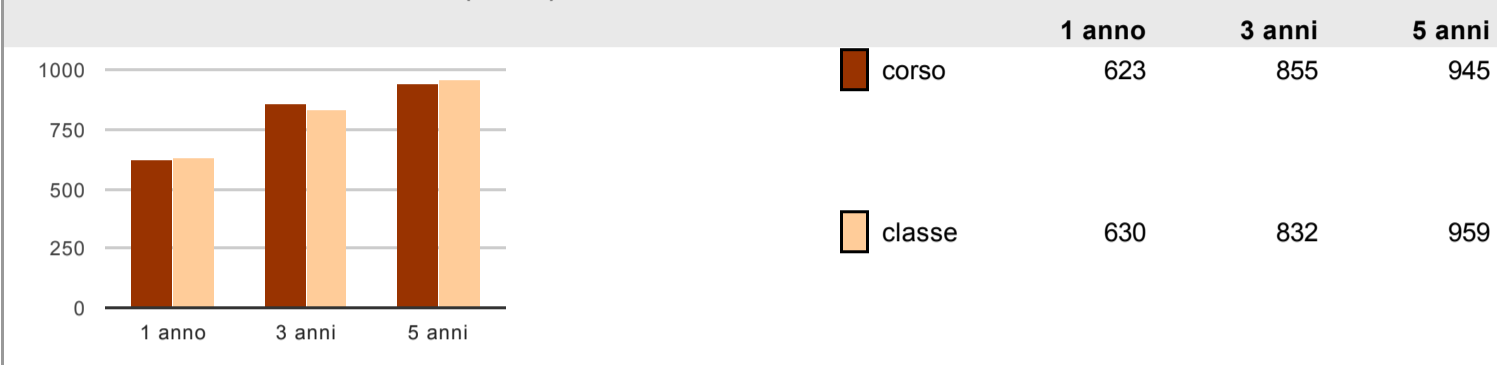 1 anno 3 anni 5 anni
1000
750
500
250
0
1 anno 3 anni 5 anni
corso 623 855 945
classe 630 832 959